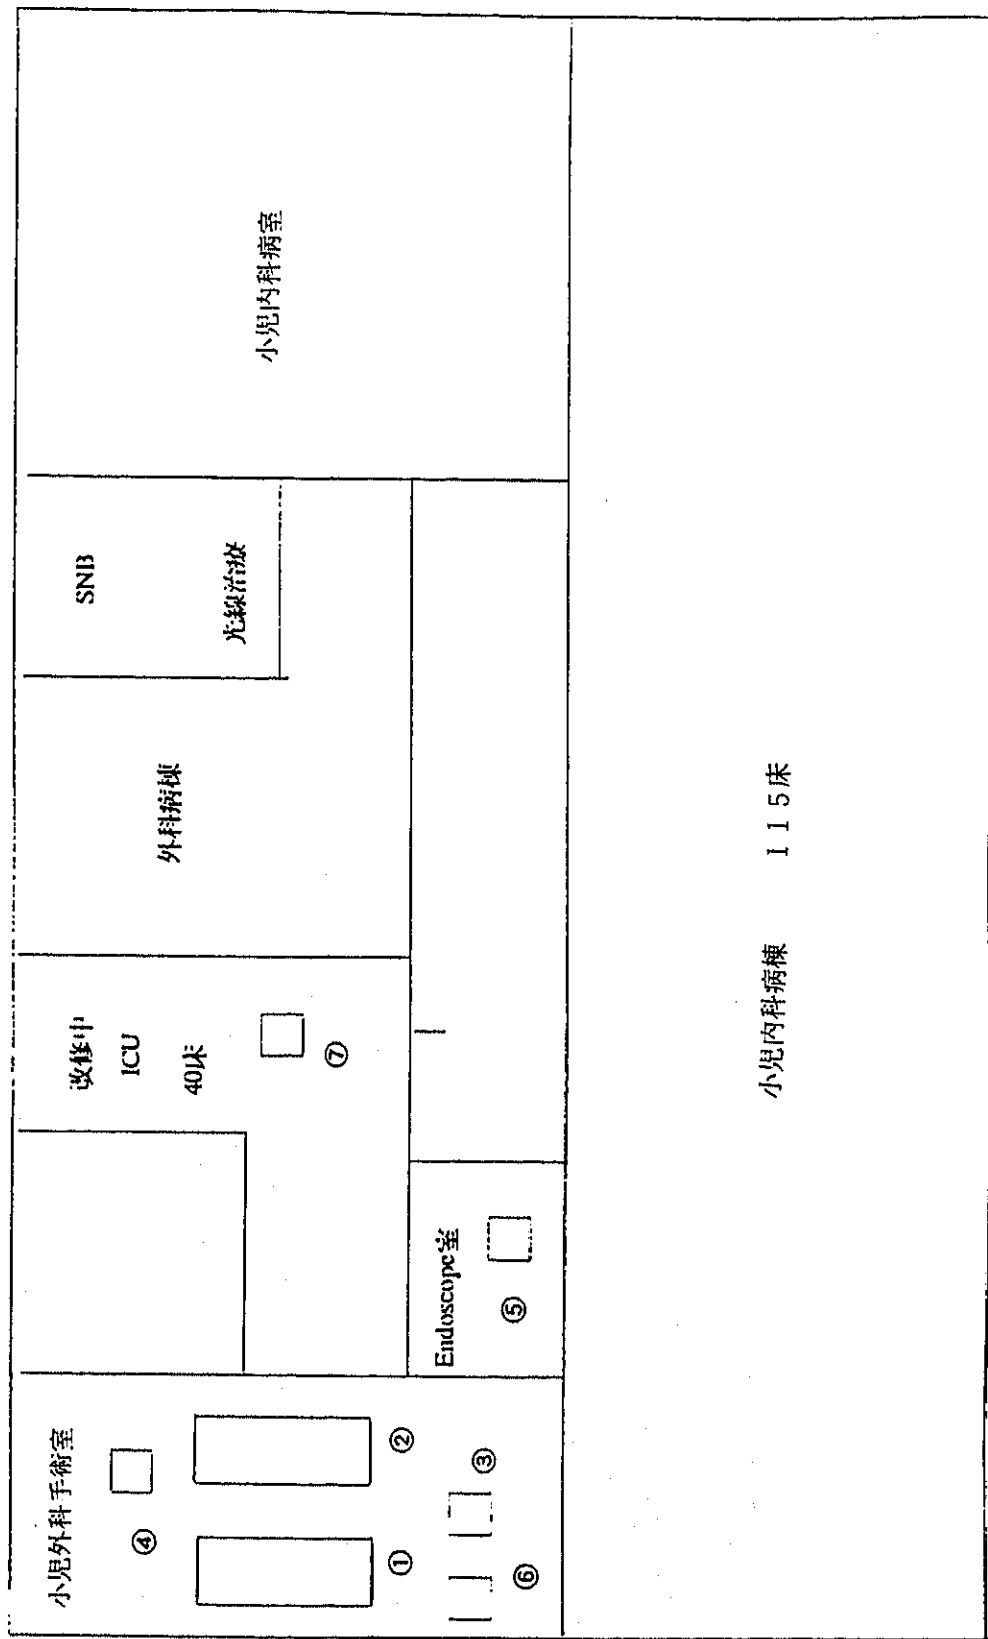 小児外科手術室
④
①
②
⑥
③
Endoscope室
⑤
改修中
ICU
40床
⑦
外科病棟
SNB
光線治療
小児内科病室
小児内科病棟　115床